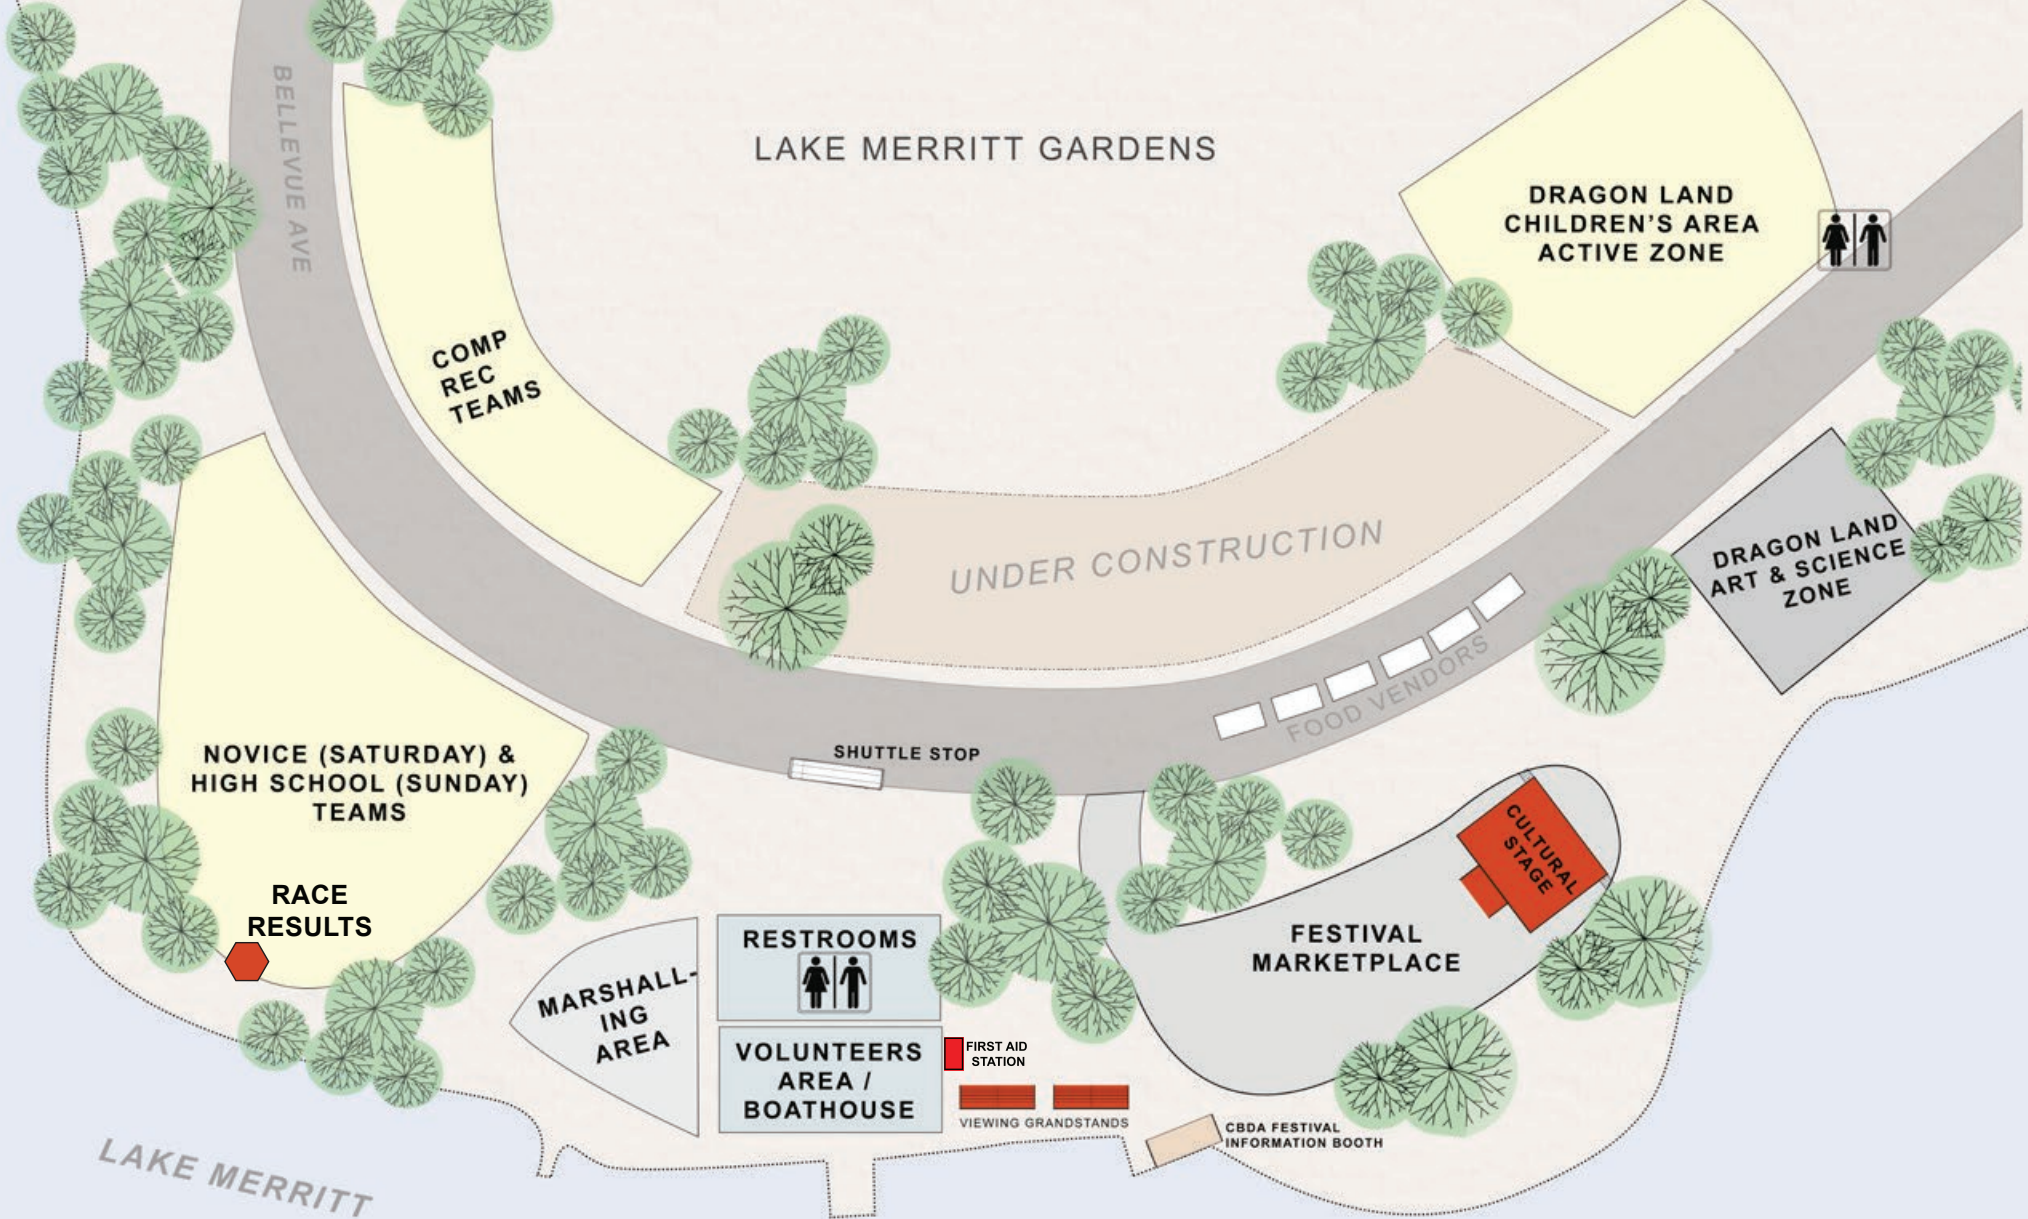 BELLEVUE AVE
LAKE MERRITT GARDENS
DRAGON LAND
CHILDREN'S AREA
ACTIVE ZONE
COMP
REC
TEAMS
UNDER CONSTRUCTION
DRAGON LAND
ART & SCIENCE
ZONE
FOOD VENDORS
SHUTTLE STOP
NOVICE (SATURDAY) &
HIGH SCHOOL (SUNDAY)
TEAMS
RACE
RESULTS
CULTURAL
STAGE
FESTIVAL
MARKETPLACE
RESTROOMS
MARSHALL-
ING
AREA
VOLUNTEERS
AREA /
BOATHOUSE
FIRST AID
STATION
VIEWING GRANDSTANDS
CBDA FESTIVAL
INFORMATION BOOTH
LAKE MERRITT